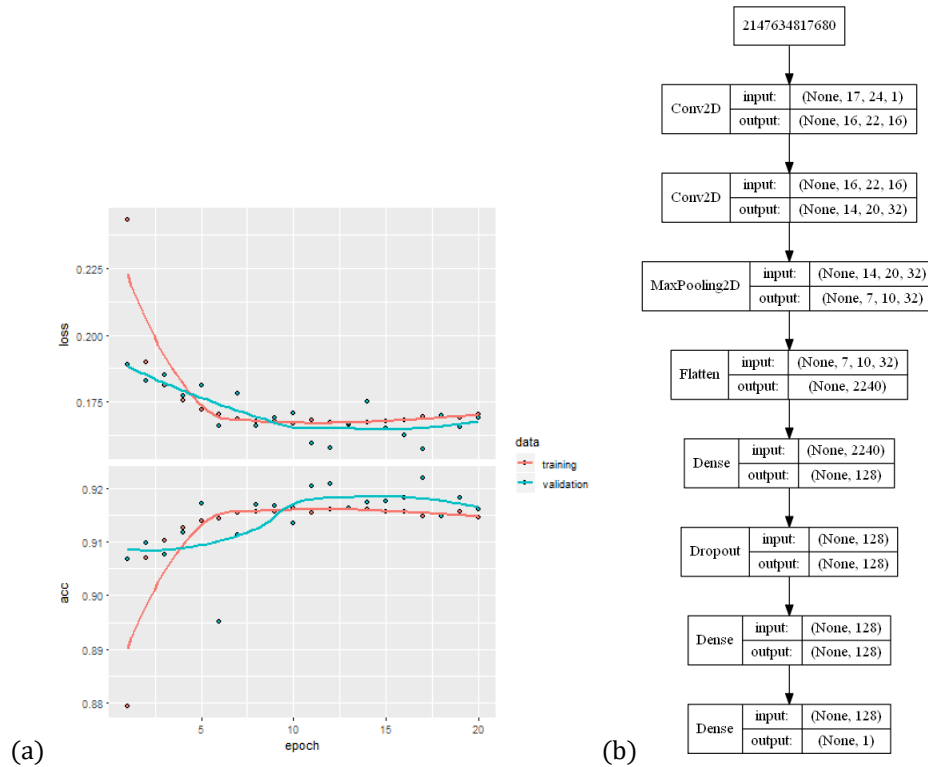 0.225
0.200
loss
0.175
0.92
0.91
acc
0.90
0.89
0.88
5 10 15 20
epoch
data
training
validation
(a)
2147634817680
Conv2D input: (None, 17, 24, 1)
output: (None, 16, 22, 16)
Conv2D input: (None, 16, 22, 16)
output: (None, 14, 20, 32)
MaxPooling2D input: (None, 14, 20, 32)
output: (None, 7, 10, 32)
Flatten input: (None, 7, 10, 32)
output: (None, 2240)
Dense input: (None, 2240)
output: (None, 128)
Dropout input: (None, 128)
output: (None, 128)
Dense input: (None, 128)
output: (None, 128)
Dense input: (None, 128)
output: (None, 1)
(b)